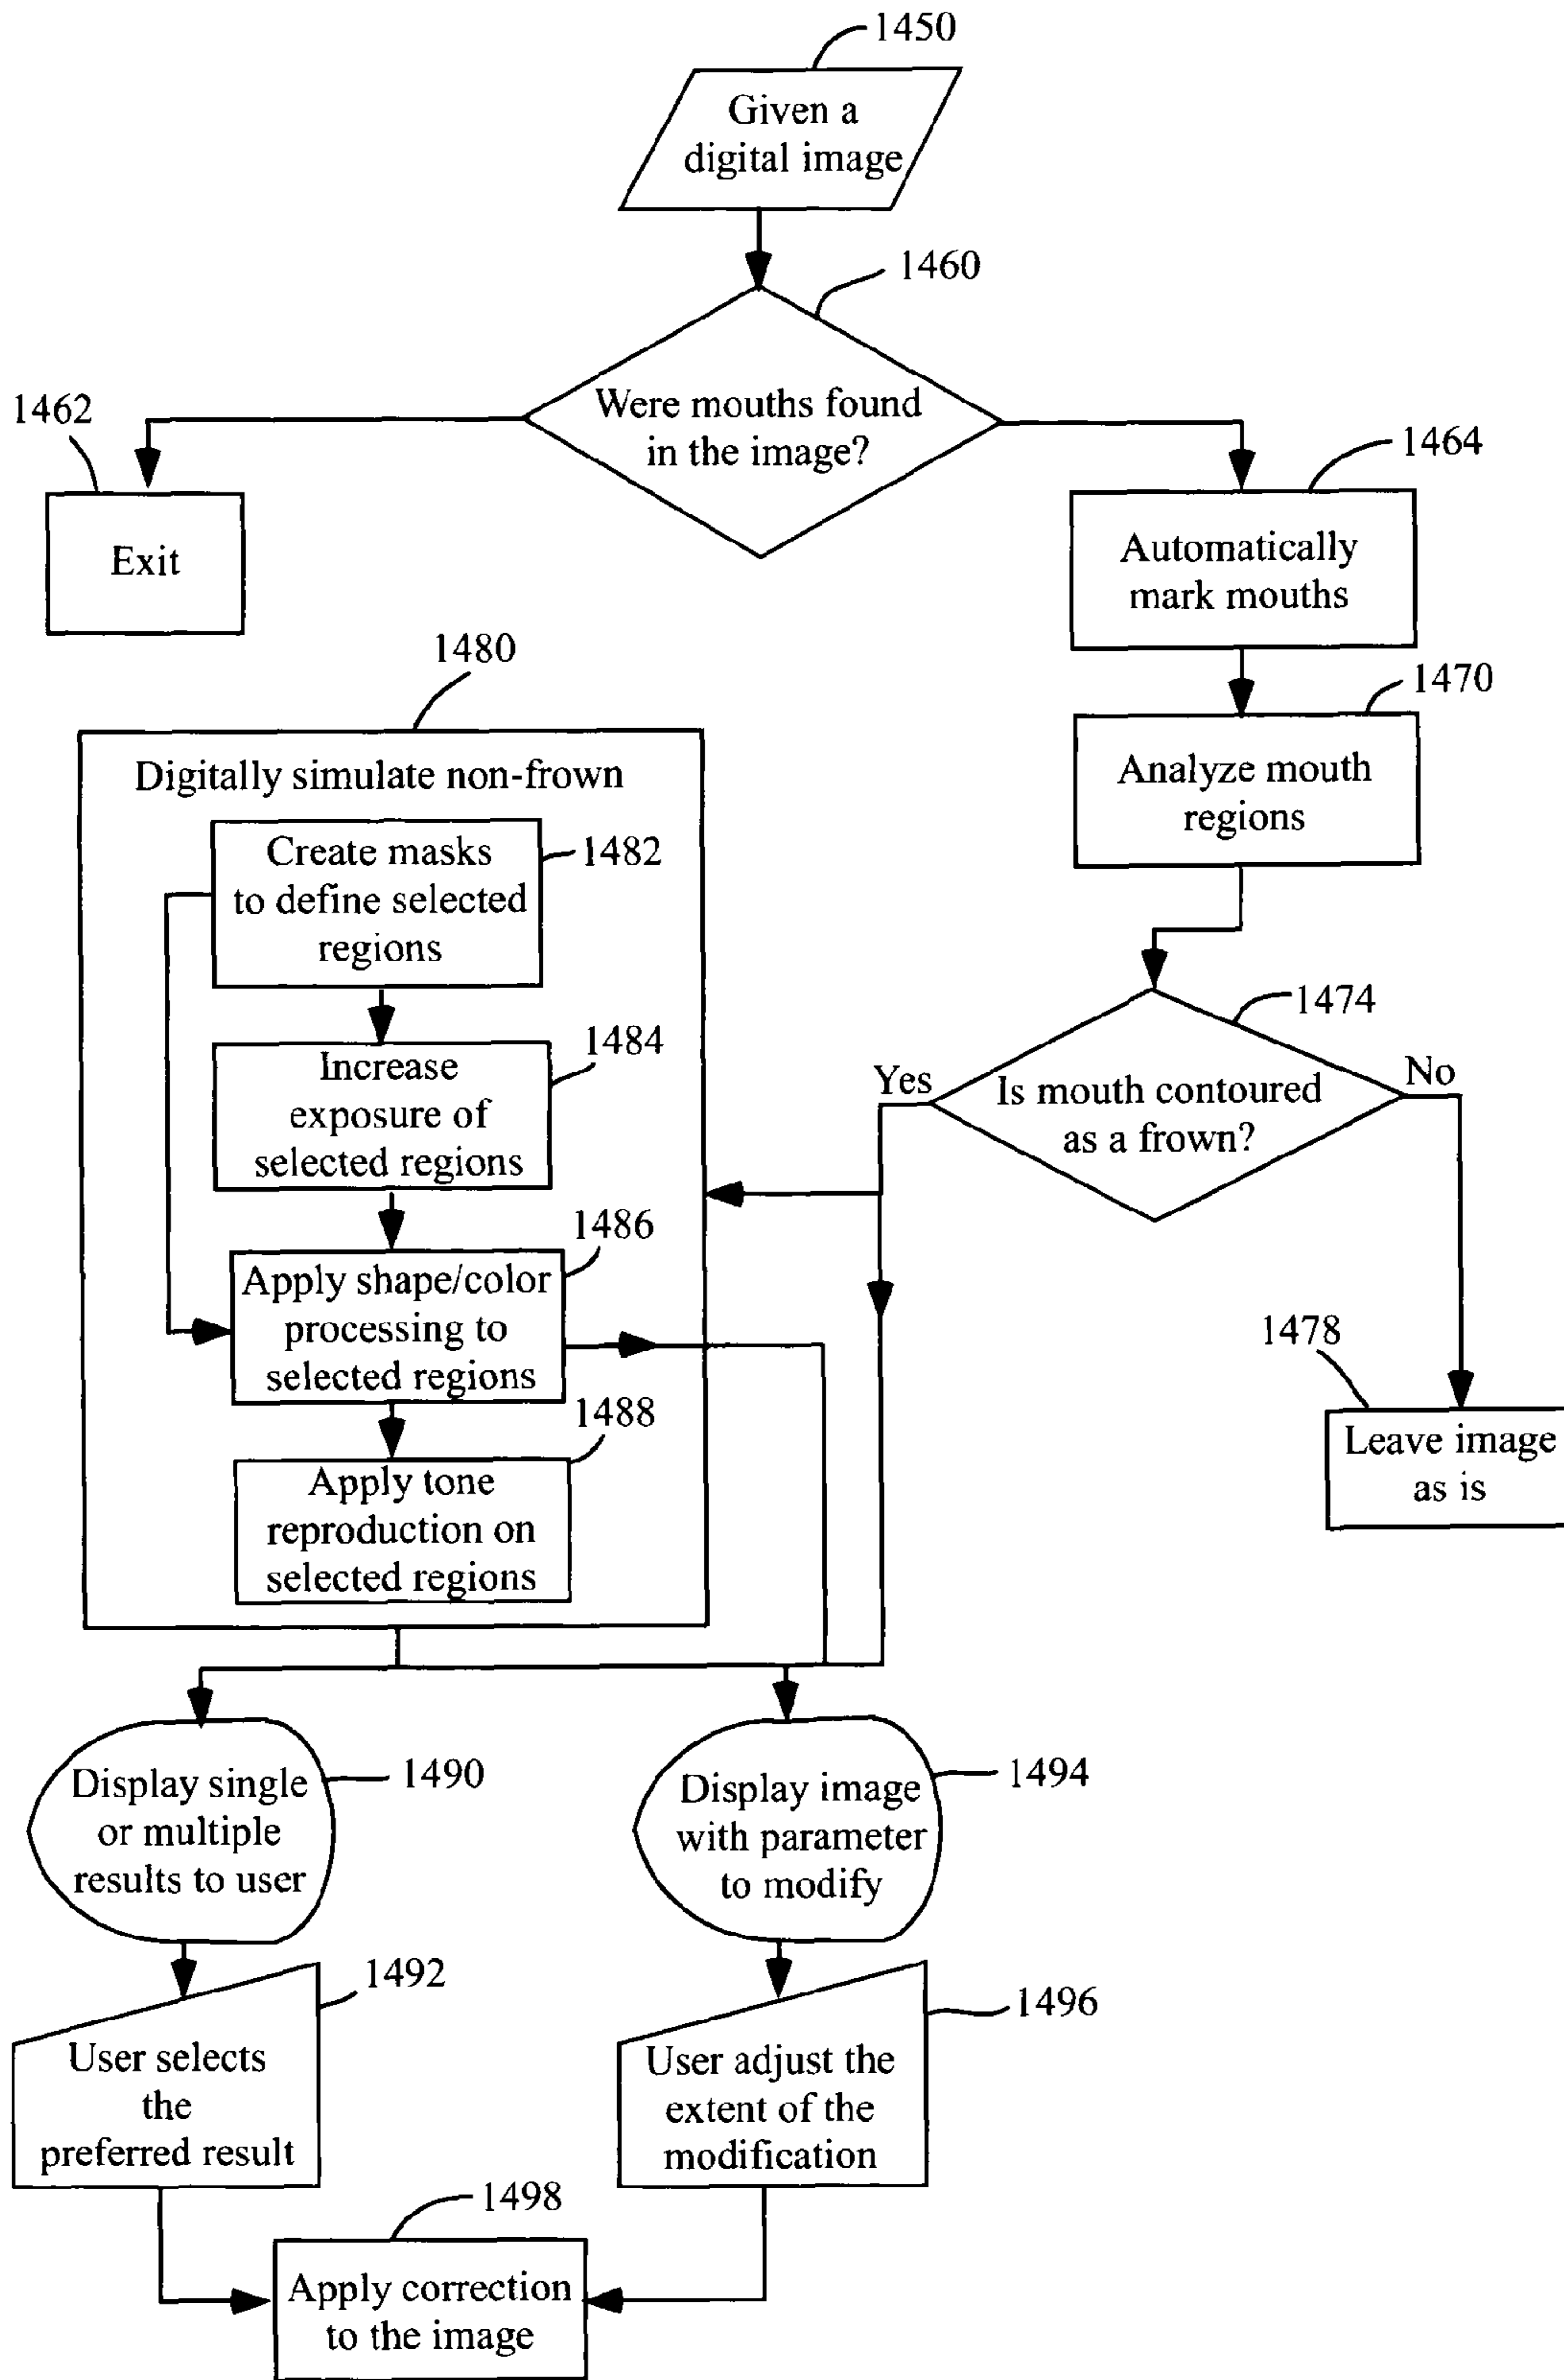 1450
Given a
digital image
1460
Were mouths found
in the image?
1462
Exit
1464
Automatically
mark mouths
1470
Analyze mouth
regions
1480
Digitally simulate non-frown
Create masks
to define selected
regions
1482
Increase
exposure of
selected regions
1484
Apply shape/color
processing to
selected regions
1486
Apply tone
reproduction on
selected regions
1488
1474
Yes
Is mouth contoured
as a frown?
No
1478
Leave image
as is
Display single
or multiple
results to user
1490
Display image
with parameter
to modify
1494
User selects
the
preferred result
1492
User adjust the
extent of the
modification
1496
1498
Apply correction
to the image